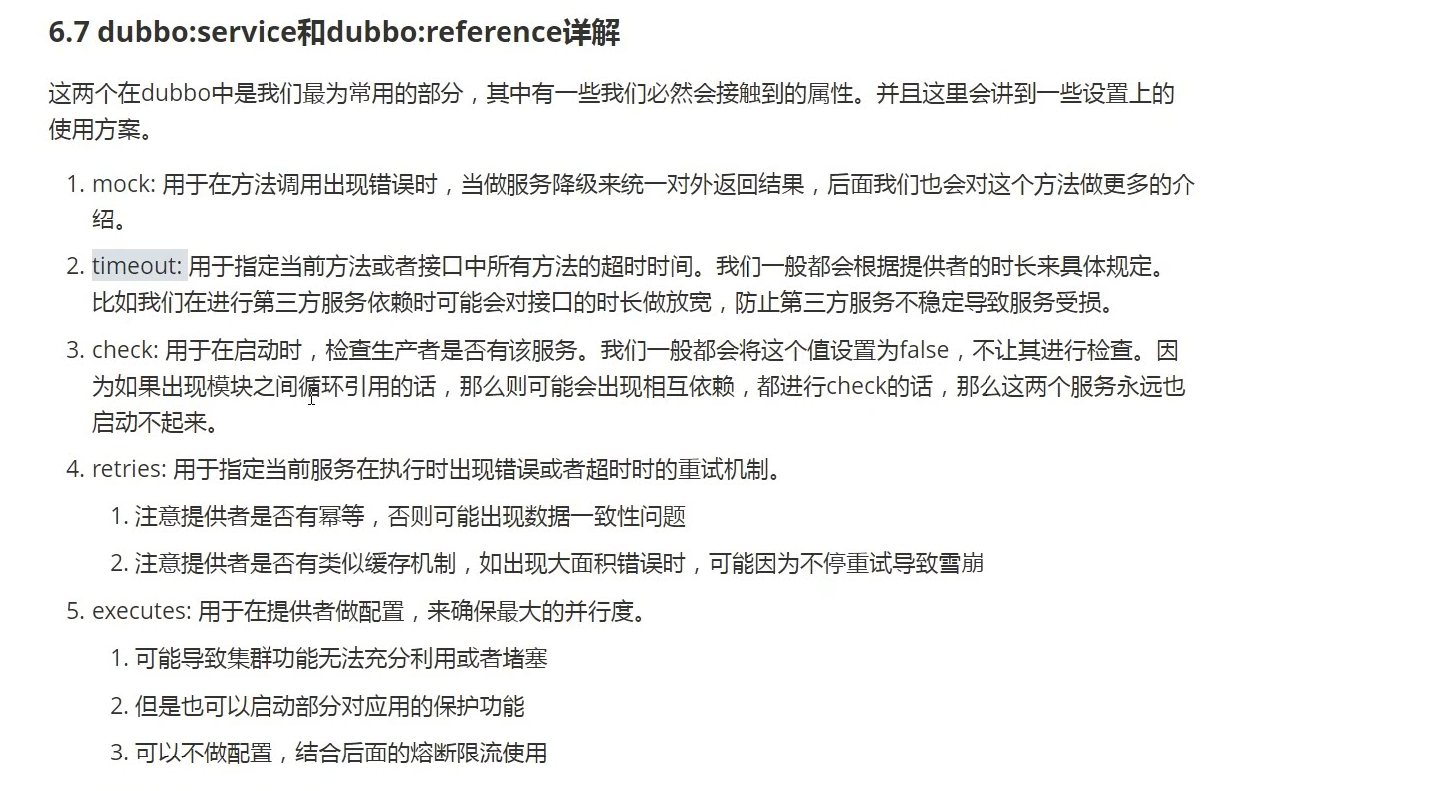 6.7 dubbo:service和dubbo:reference详解
这两个在dubbo中是我们最为常用的部分，其中有一些我们必然会接触到的属性。并且这里会讲到一些设置上的
使用方案。
1. mock: 用于在方法调用出现错误时，当做服务降级来统一对外返回结果，后面我们也会对这个方法做更多的介
绍。
2. timeout: 用于指定当前方法或者接口中所有方法的超时时间。我们一般都会根据提供者的时长来具体规定。
比如我们在进行第三方服务依赖时可能会对接口的时长做放宽，防止第三方服务不稳定导致服务受损。
3. check: 用于在启动时，检查生产者是否有该服务。我们一般都会将这个值设置为false，不让其进行检查。因
为如果出现模块之间循环引用的话，那么则可能会出现相互依赖，都进行check的话，那么这两个服务永远也
启动不起来。
4. retries: 用于指定当前服务在执行时出现错误或者超时时的重试机制。
1. 注意提供者是否有幂等，否则可能出现数据一致性问题
2. 注意提供者是否有类似缓存机制，如出现大面积错误时，可能因为不停重试导致雪崩
5. executes: 用于在提供者做配置，来确保最大的并行度。
1. 可能导致集群功能无法充分利用或者堵塞
2. 但是也可以启动部分对应用的保护功能
3. 可以不做配置，结合后面的熔断限流使用